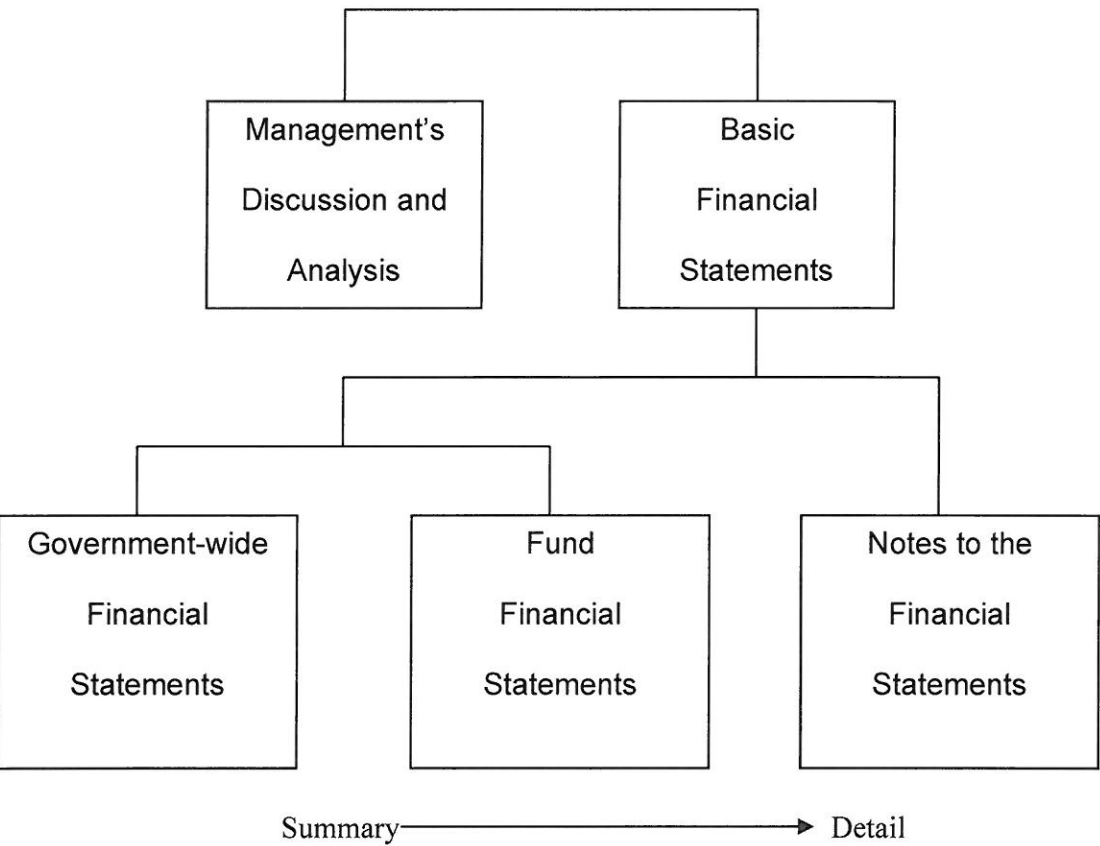 Management's
Discussion and
Analysis
Basic
Financial
Statements
Government-wide
Financial
Statements
Fund
Financial
Statements
Notes to the
Financial
Statements
Summary
Detail